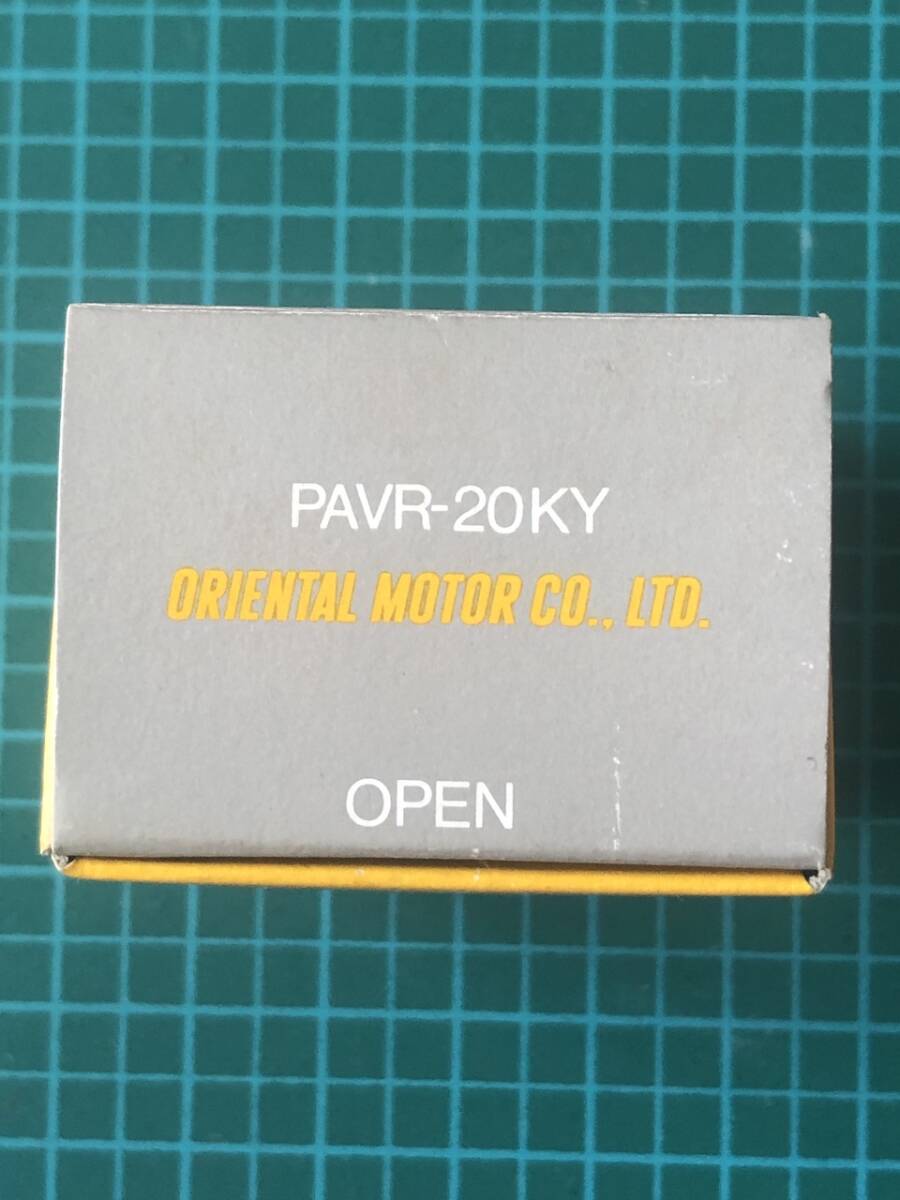 PAVR-20KY
ORIENTAL MOTOR CO., LTD.
OPEN